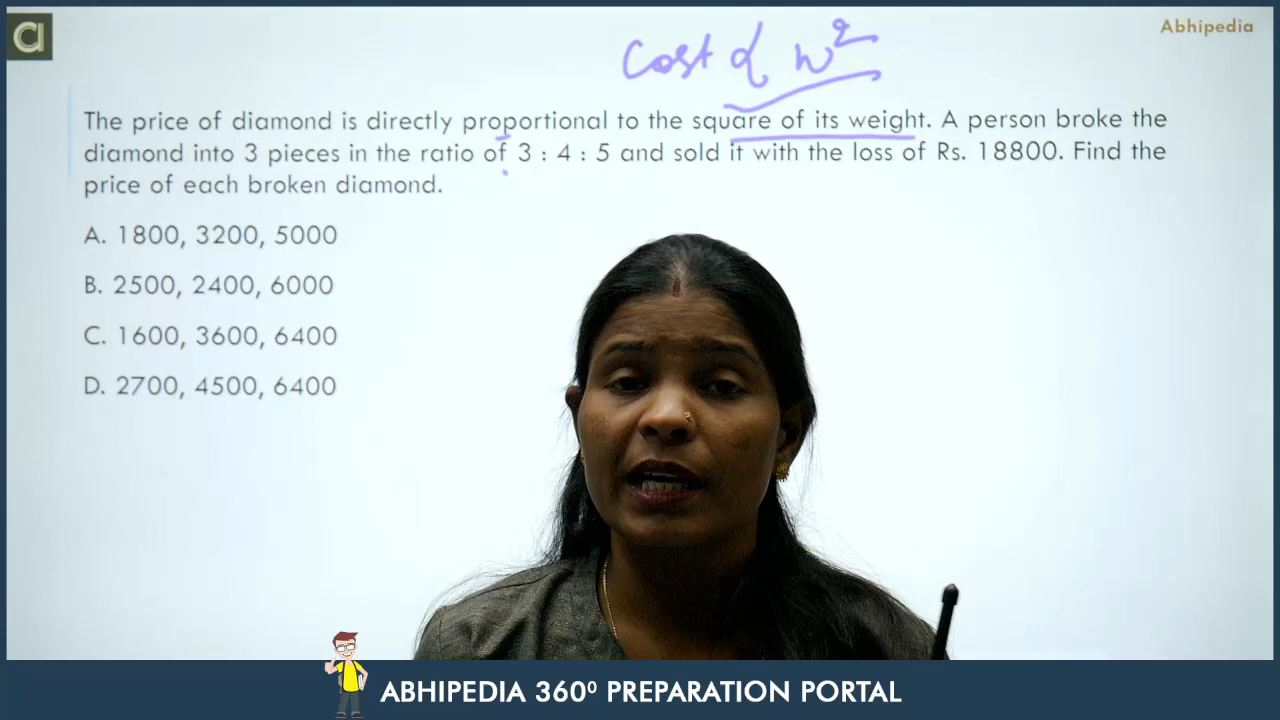 Abhipedia
Cost ∝ w²
The price of diamond is directly proportional to the square of its weight. A person broke the
diamond into 3 pieces in the ratio of 3 : 4 : 5 and sold it with the loss of Rs. 18800. Find the
price of each broken diamond.
A. 1800, 3200, 5000
B. 2500, 2400, 6000
C. 1600, 3600, 6400
D. 2700, 4500, 6400
ABHIPEDIA 360⁰ PREPARATION PORTAL